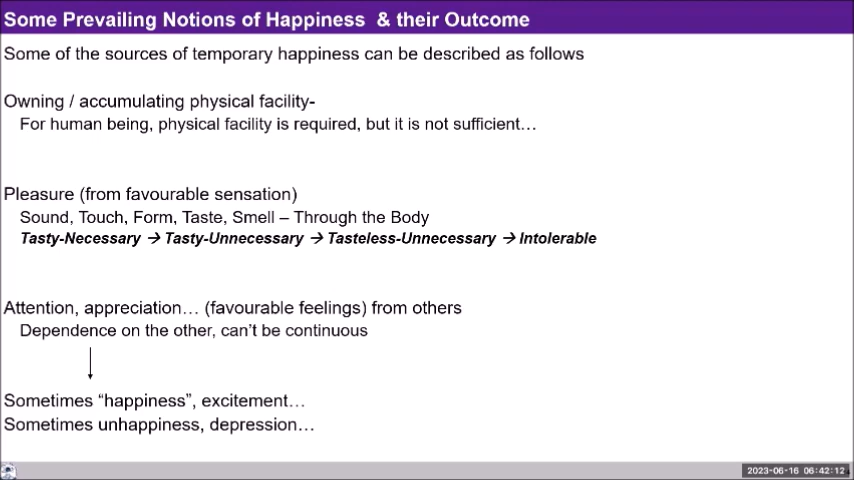 Some Prevailing Notions of Happiness & their Outcome
Some of the sources of temporary happiness can be described as follows
Owning / accumulating physical facility-
For human being, physical facility is required, but it is not sufficient…
Pleasure (from favourable sensation)
Sound, Touch, Form, Taste, Smell – Through the Body
Tasty-Necessary → Tasty-Unnecessary → Tasteless-Unnecessary → Intolerable
Attention, appreciation… (favourable feelings) from others
Dependence on the other, can't be continuous
Sometimes “happiness”, excitement…
Sometimes unhappiness, depression…
2023-06-16 06:42:12